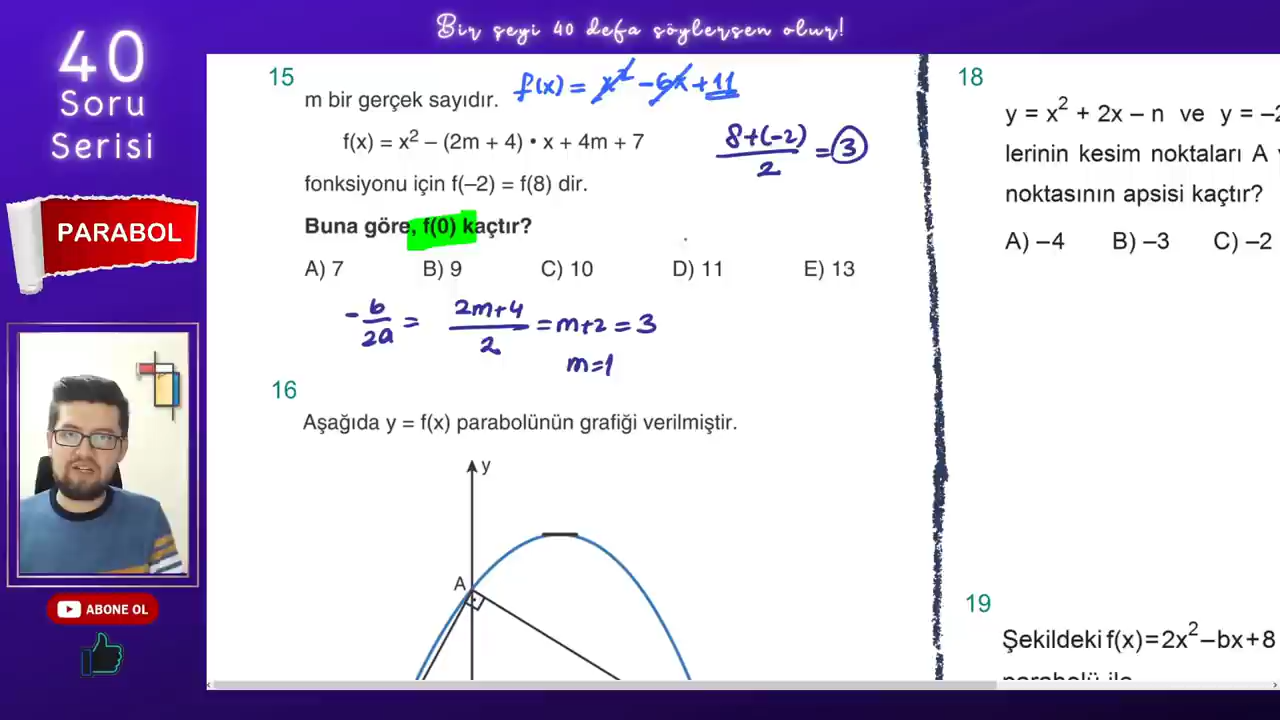 Bir şeyi 40 defa söylersen olur!
40
Soru
Serisi
PARABOL
ABONE OL
15
m bir gerçek sayıdır.
f(x) = x² - 6x + 11
f(x) = x² – (2m + 4) • x + 4m + 7
8+(-2)/2 = 3
fonksiyonu için f(–2) = f(8) dir.
Buna göre, f(0) kaçtır?
A) 7 B) 9 C) 10 D) 11 E) 13
-b/2a = 2m+4/2 = m+2 = 3
m=1
16
Aşağıda y = f(x) parabolünün grafiği verilmiştir.
y
A
18
y = x² + 2x – n ve y = –2
lerinin kesim noktaları A
noktasının apsisi kaçtır?
A) –4 B) –3 C) –2
19
Şekildeki f(x)=2x²–bx+8
parabolü ile